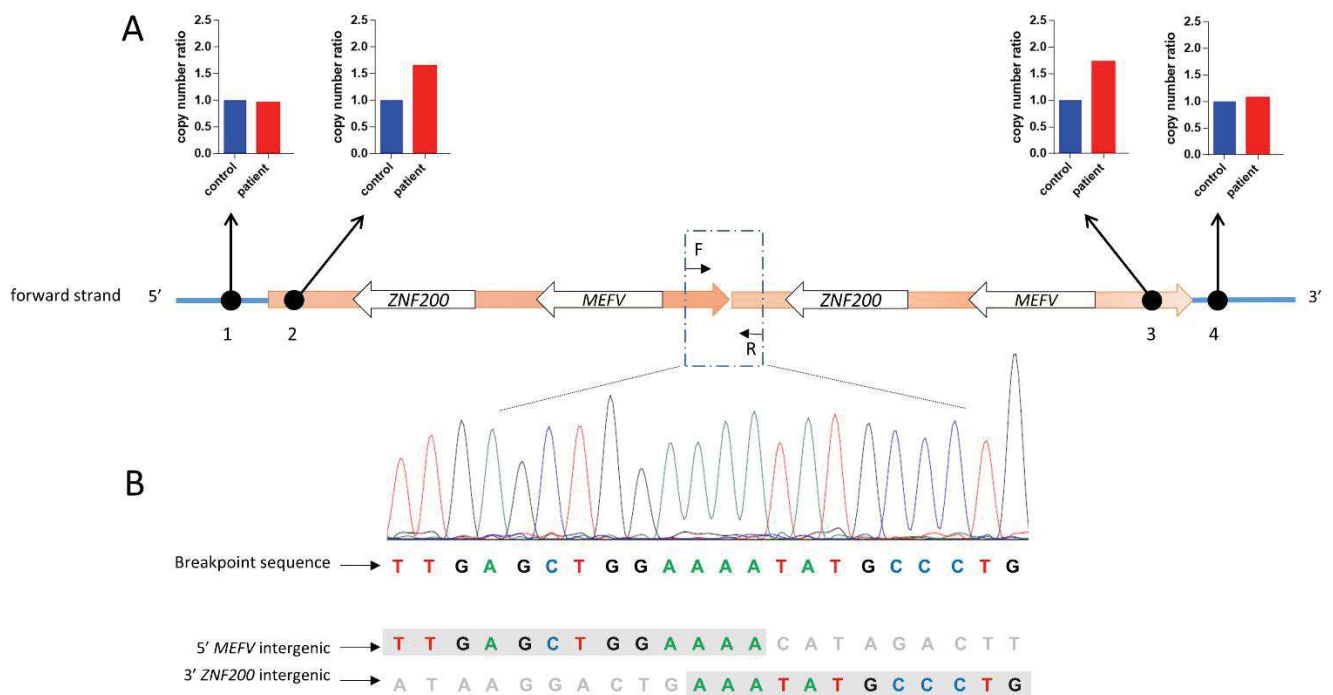 A
2.5
2.0
1.5
1.0
0.5
0.0
copy number ratio
control
patient
2.5
2.0
1.5
1.0
0.5
0.0
copy number ratio
control
patient
2.5
2.0
1.5
1.0
0.5
0.0
copy number ratio
control
patient
2.5
2.0
1.5
1.0
0.5
0.0
copy number ratio
control
patient
F
forward strand 5' ZNF200 MEFV ZNF200 MEFV 3'
1 2 3 4
R
B
Breakpoint sequence T T G A G C T G G A A A A T A T G C C C T G
5' MEFV intergenic T T G A G C T G G A A A A C A T A G A C T T
3' ZNF200 intergenic A T A A G G A C T G A A A T A T G C C C T G